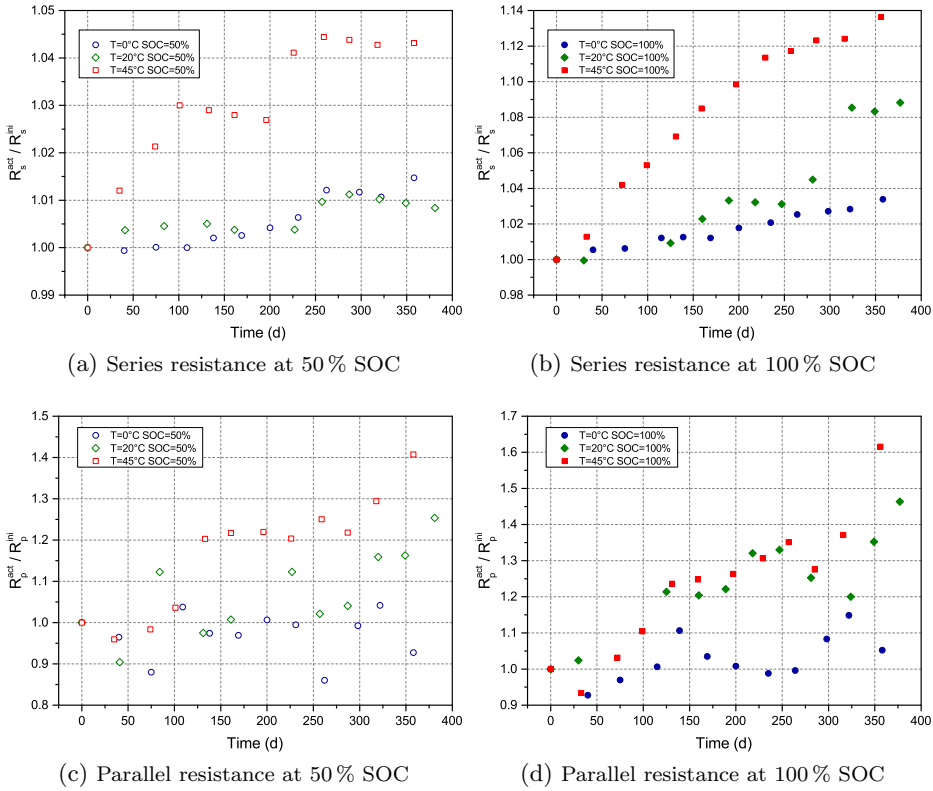 1.05
1.04
1.03
1.02
1.01
1.00
0.99
R_s^act / R_s^ini
T=0°C SOC=50%
T=20°C SOC=50%
T=45°C SOC=50%
0 50 100 150 200 250 300 350 400
Time (d)
(a) Series resistance at 50 % SOC
1.14
1.12
1.10
1.08
1.06
1.04
1.02
1.00
0.98
R_s^act / R_s^ini
T=0°C SOC=100%
T=20°C SOC=100%
T=45°C SOC=100%
0 50 100 150 200 250 300 350 400
Time (d)
(b) Series resistance at 100 % SOC
1.5
1.4
1.3
1.2
1.1
1.0
0.9
0.8
R_p^act / R_p^ini
T=0°C SOC=50%
T=20°C SOC=50%
T=45°C SOC=50%
0 50 100 150 200 250 300 350 400
Time (d)
(c) Parallel resistance at 50 % SOC
1.7
1.6
1.5
1.4
1.3
1.2
1.1
1.0
0.9
R_p^act / R_p^ini
T=0°C SOC=100%
T=20°C SOC=100%
T=45°C SOC=100%
0 50 100 150 200 250 300 350 400
Time (d)
(d) Parallel resistance at 100 % SOC